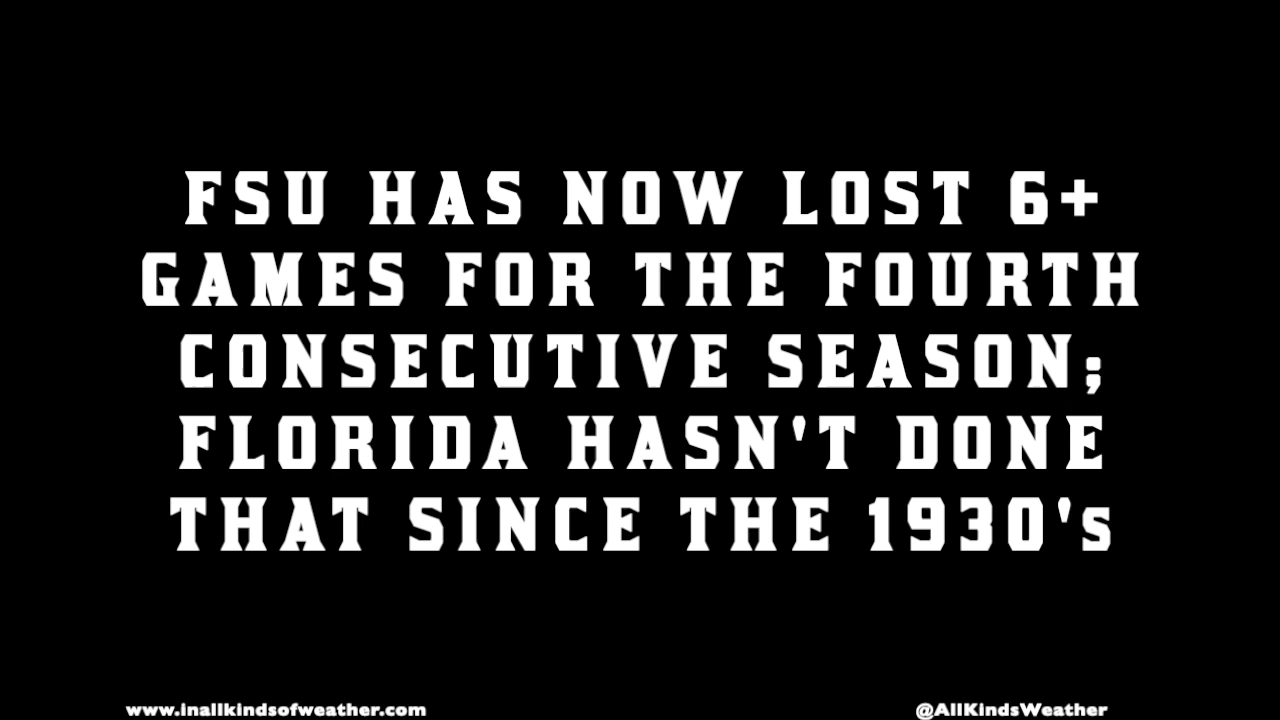 FSU HAS NOW LOST 6+
GAMES FOR THE FOURTH
CONSECUTIVE SEASON;
FLORIDA HASN'T DONE
THAT SINCE THE 1930's
www.inallkindsofweather.com
@AllKindsWeather